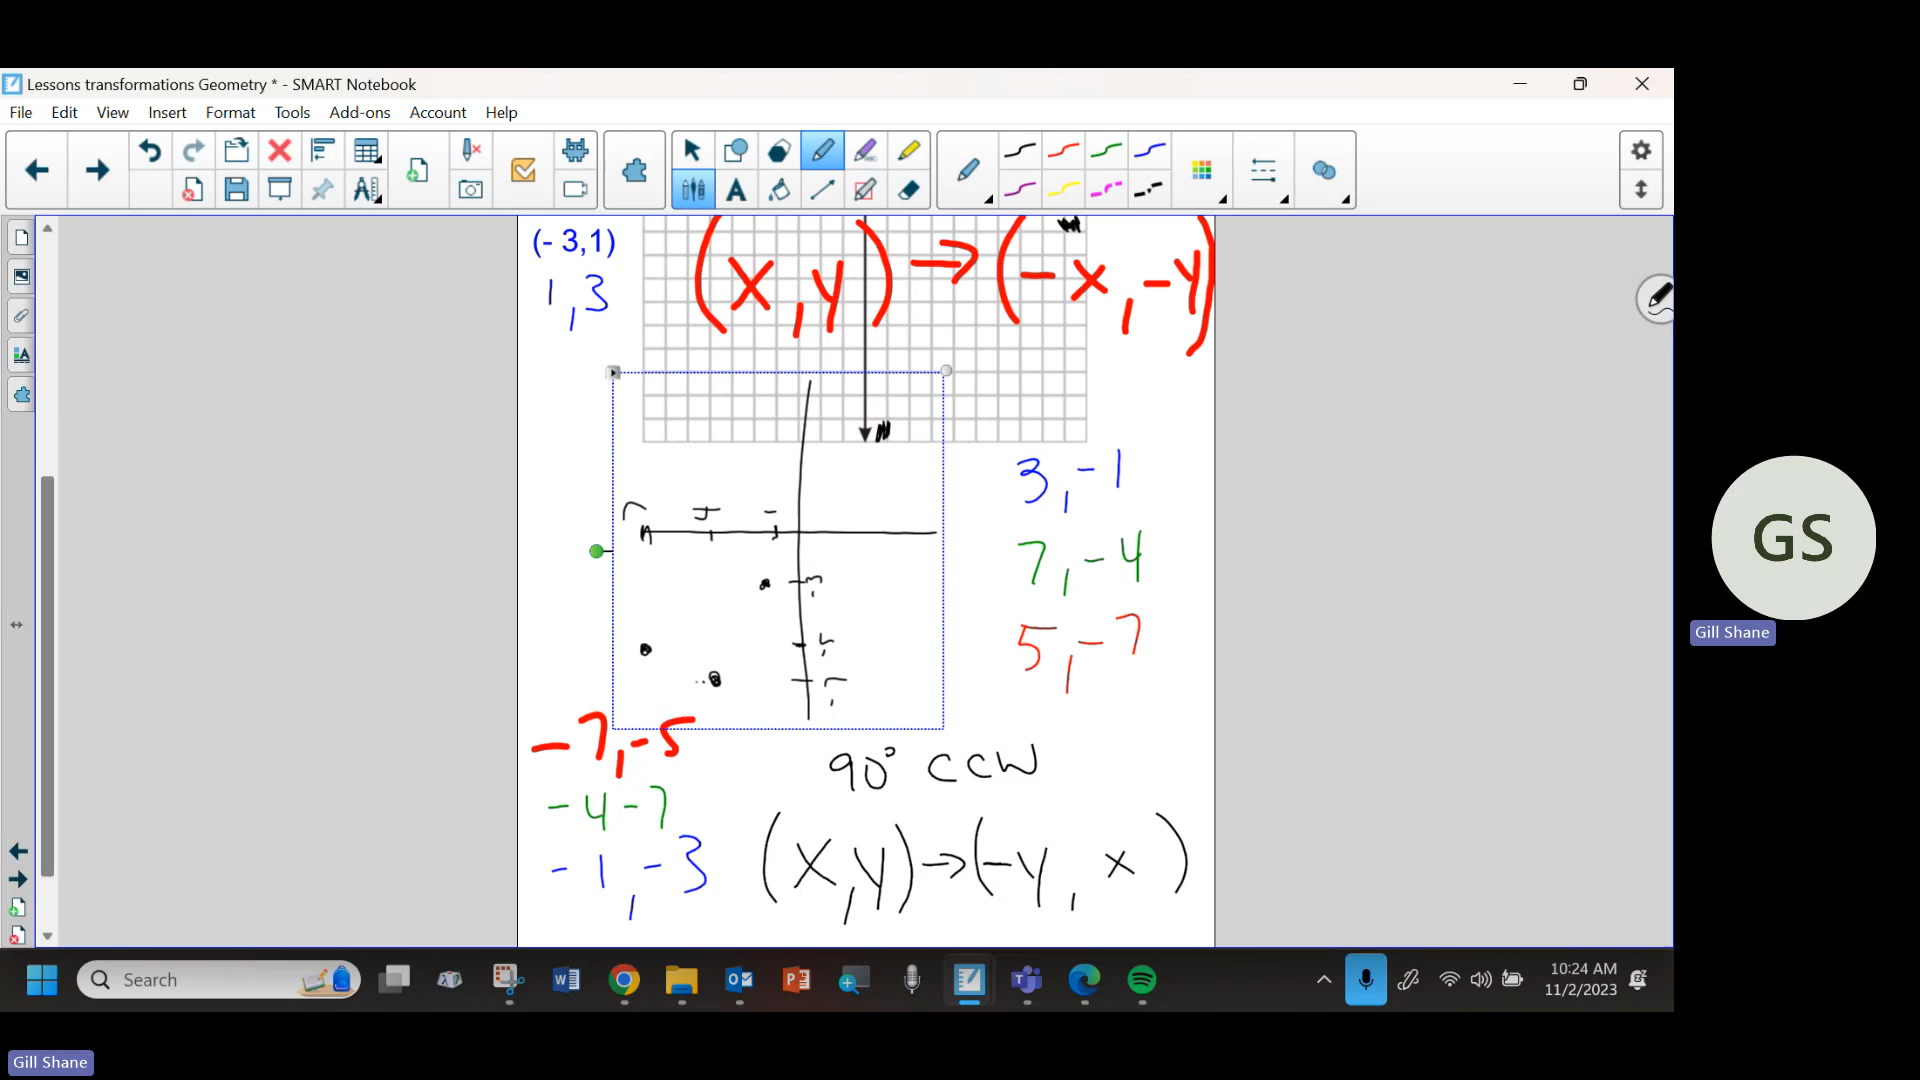 Lessons transformations Geometry * - SMART Notebook
File Edit View Insert Format Tools Add-ons Account Help
(- 3,1)
1,3
(x,y) → (-x,-y)
3,-1
7,-4
5,-7
-7,-5
-4-7
-1,-3
90° CCW
(x,y)→(-y, x)
GS
Gill Shane
Search
10:24 AM
11/2/2023
Gill Shane